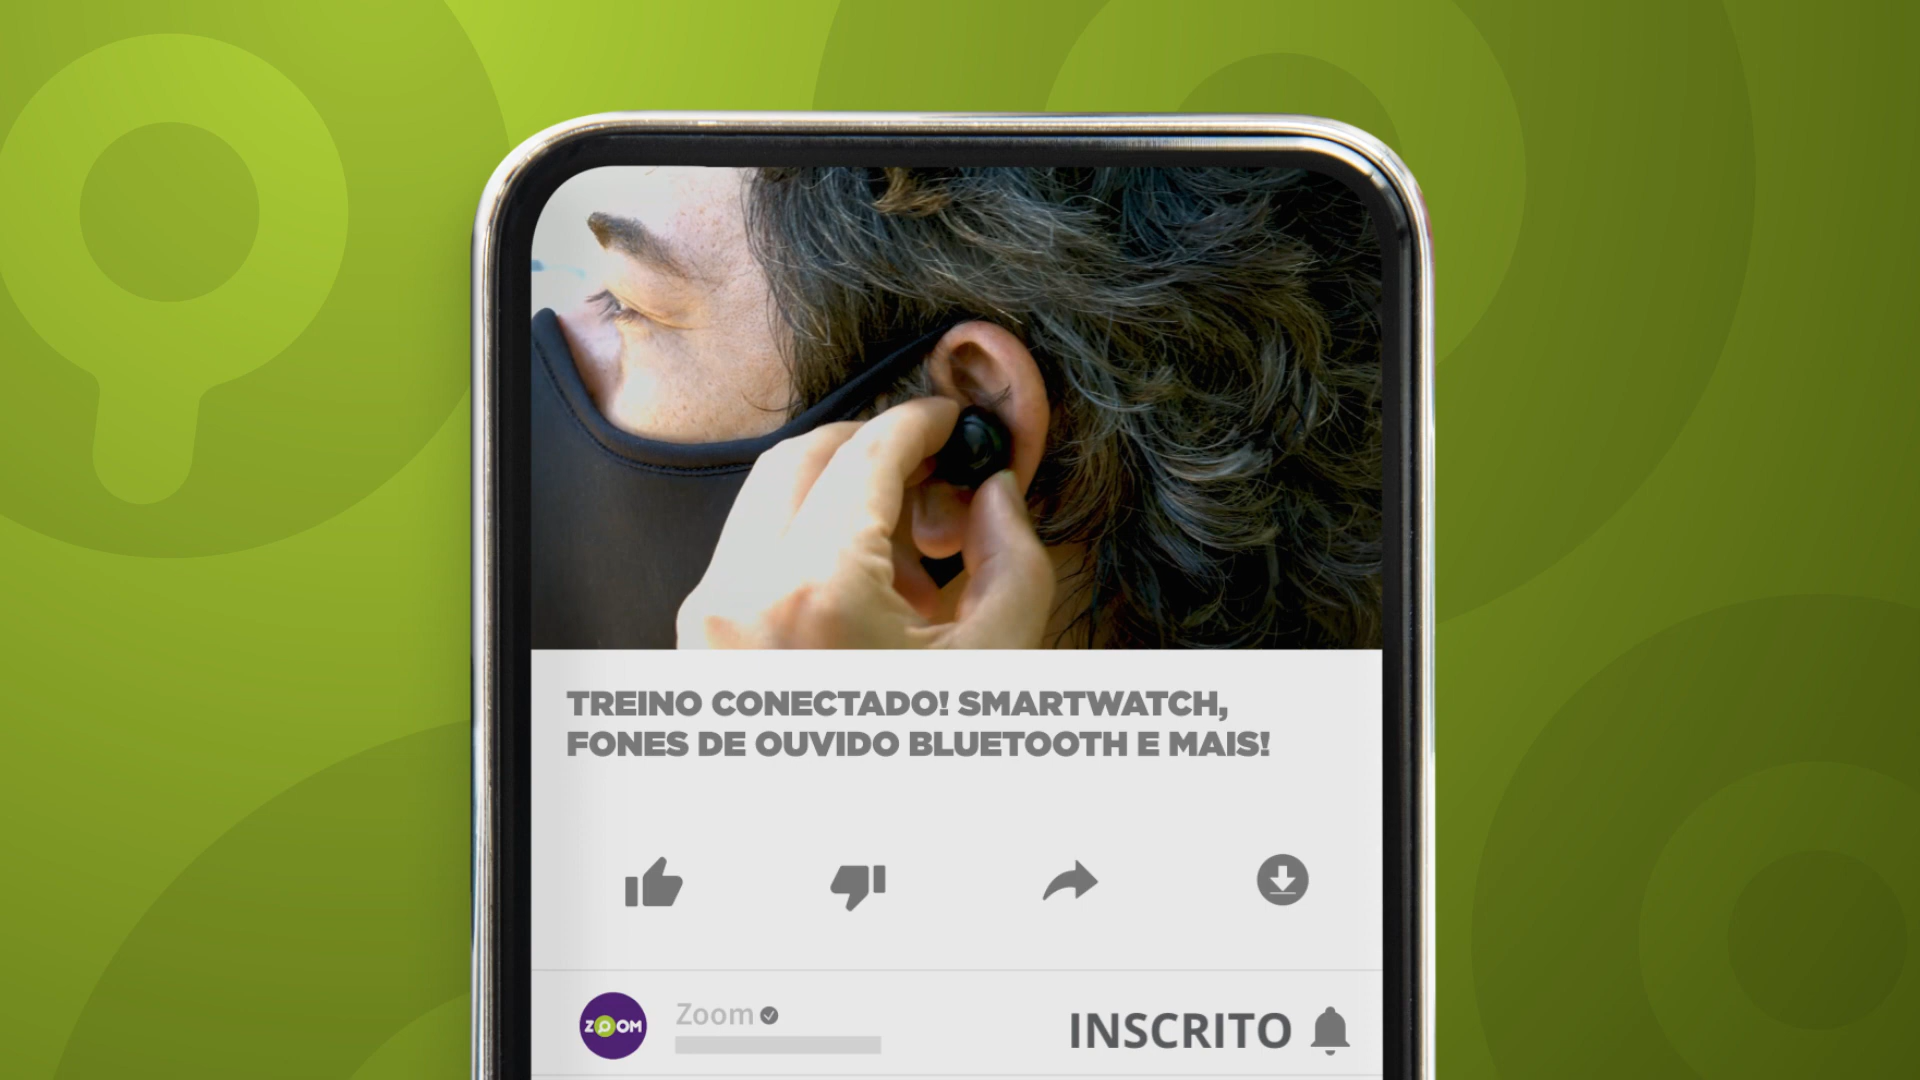 TREINO CONECTADO! SMARTWATCH,
FONES DE OUVIDO BLUETOOTH E MAIS!
ZOOM
Zoom
INSCRITO